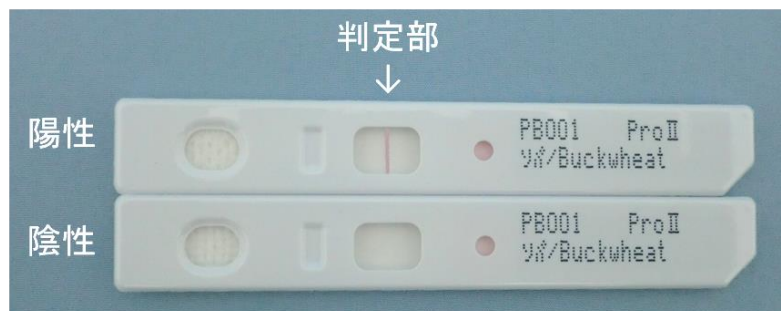 判定部
↓
陽性
PB001 ProⅡ
ソバ/Buckwheat
陰性
PB001 ProⅡ
ソバ/Buckwheat